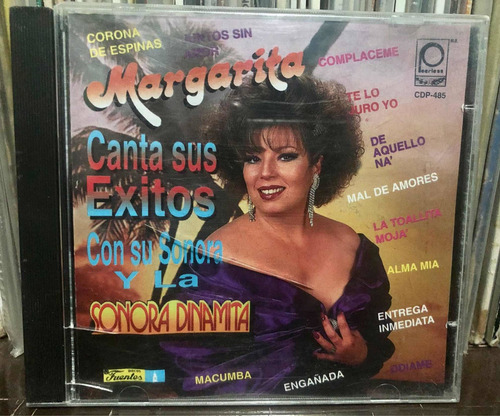 CORONA
DE ESPINAS
SIN
Margarita
Canta sus
Exitos
Con su Sonora
Y La
SONORA DINAMITA
COMPLACEME
TE LO
JURO YO
DE
AQUELLO
NA'
MAL DE AMORES
LA TOALLITA
MOJA'
ALMA MIA
ENTREGA
INMEDIATA
ODIAME
ENGAÑADA
MACUMBA
Peerless
CDP-485
Discos
Fuentes